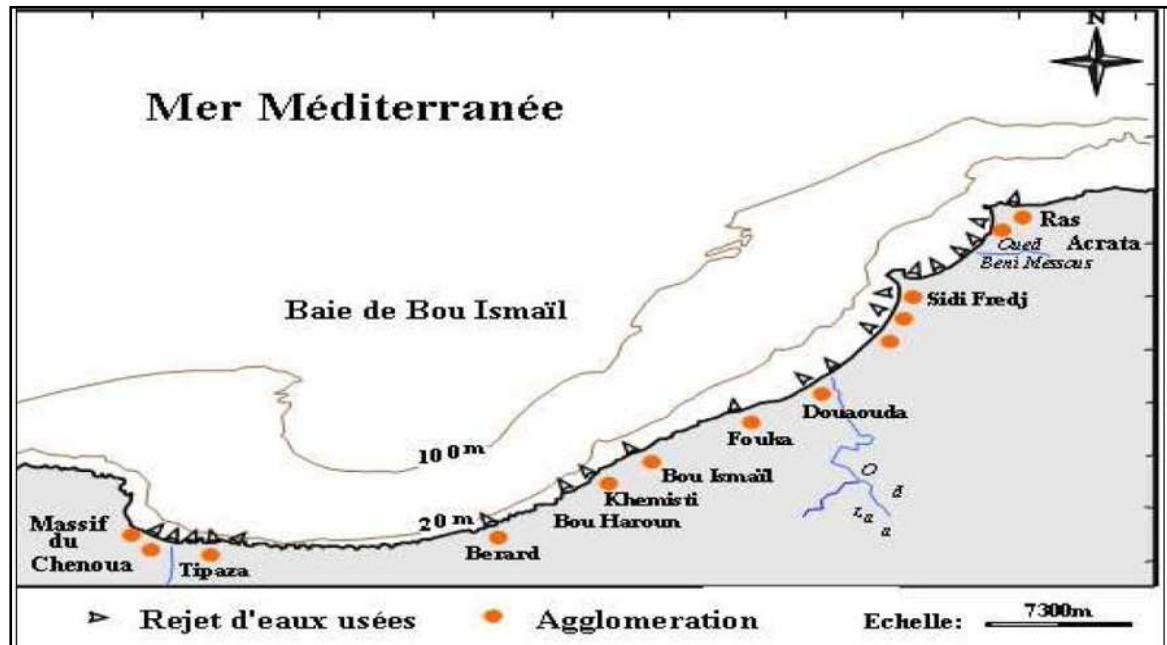 N
Mer Méditerranée
Ras
Acrata
Oued
Beni Messous
Sidi Fredj
Baie de Bou Ismaïl
Douaouda
Fouka
100m
Bou Ismaïl
Khemisti
Bou Haroun
20m
Massif
du
Chenoua
Tipaza
Berard
Rejet d'eaux usées
Agglomeration
Echelle:
7300m